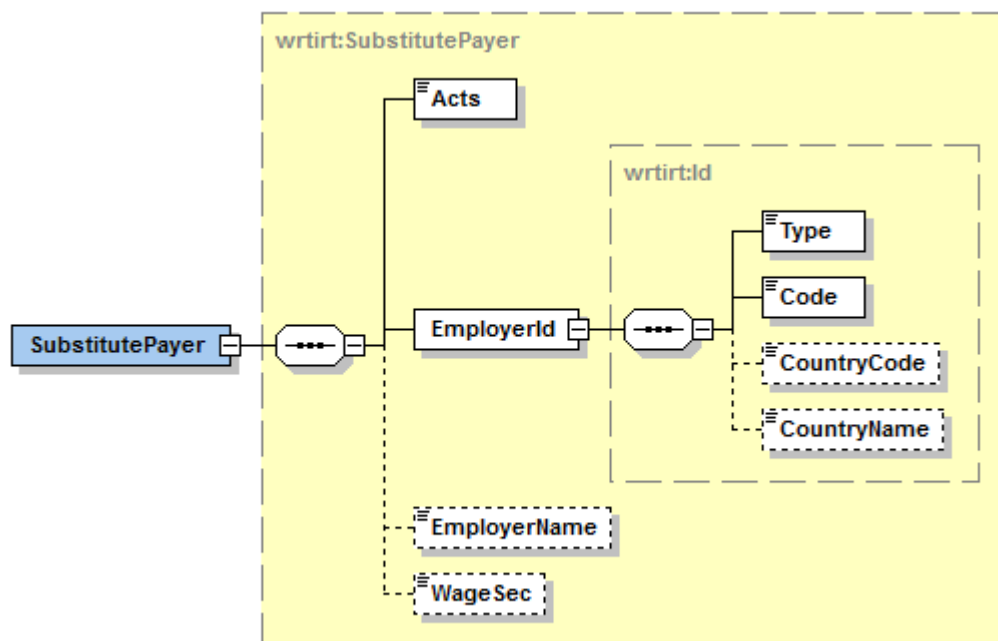 wrtirt:SubstitutePayer
Acts
wrtirt:Id
Type
Code
SubstitutePayer
EmployerId
CountryCode
CountryName
EmployerName
WageSec